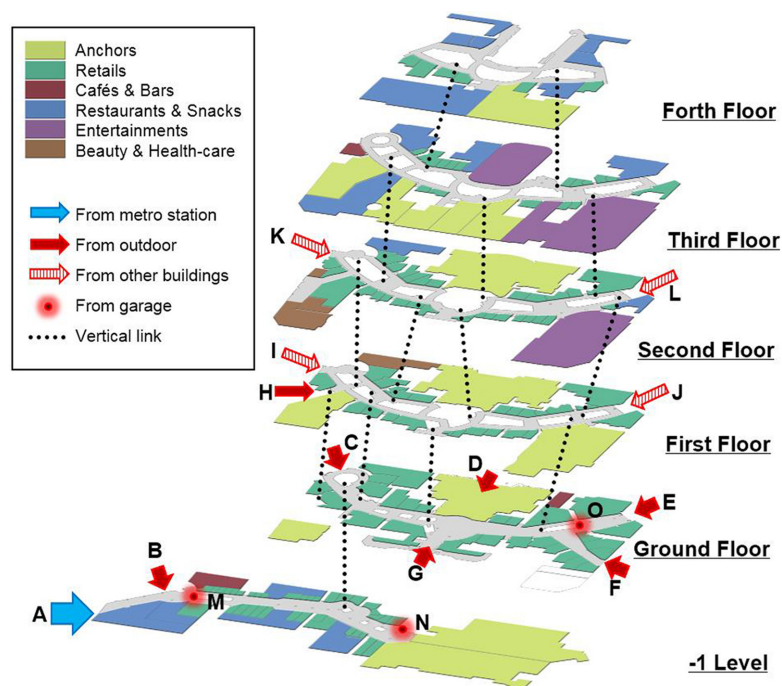 Anchors
Retails
Cafés & Bars
Restaurants & Snacks
Entertainments
Beauty & Health-care
From metro station
From outdoor
From other buildings
From garage
Vertical link
Forth Floor
K
Third Floor
L
I
Second Floor
H
J
C
D
First Floor
E
O
B
G
Ground Floor
F
A
M
N
-1 Level